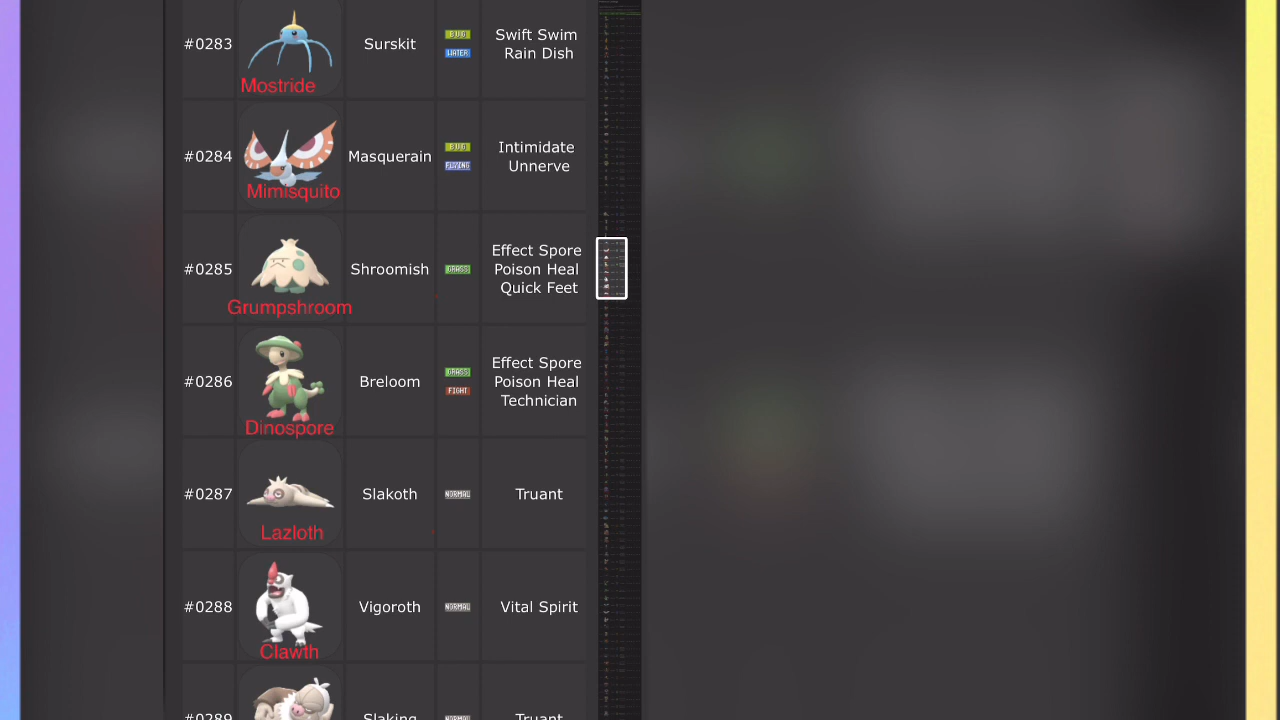 #0283
Surskit
BUG
WATER
Swift Swim
Rain Dish
Mostride
#0284
Masquerain
BUG
FLYING
Intimidate
Unnerve
Mimisquito
#0285
Shroomish
GRASS
Effect Spore
Poison Heal
Quick Feet
Grumpshroom
#0286
Breloom
GRASS
FIGHT
Effect Spore
Poison Heal
Technician
Dinospore
#0287
Slakoth
NORMAL
Truant
Lazloth
#0288
Vigoroth
NORMAL
Vital Spirit
Clawth
#0289
Slaking
NORMAL
Truant